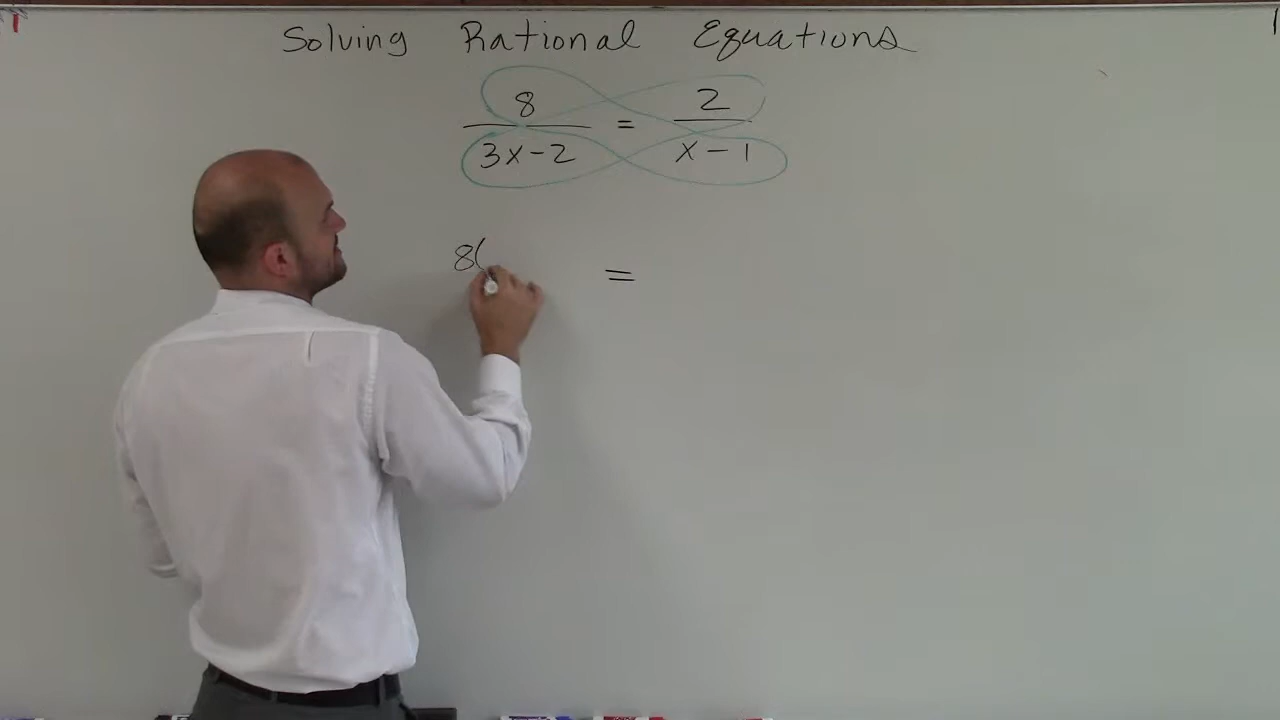 Solving Rational Equations
8 / 3x-2 = 2 / x-1
8( =